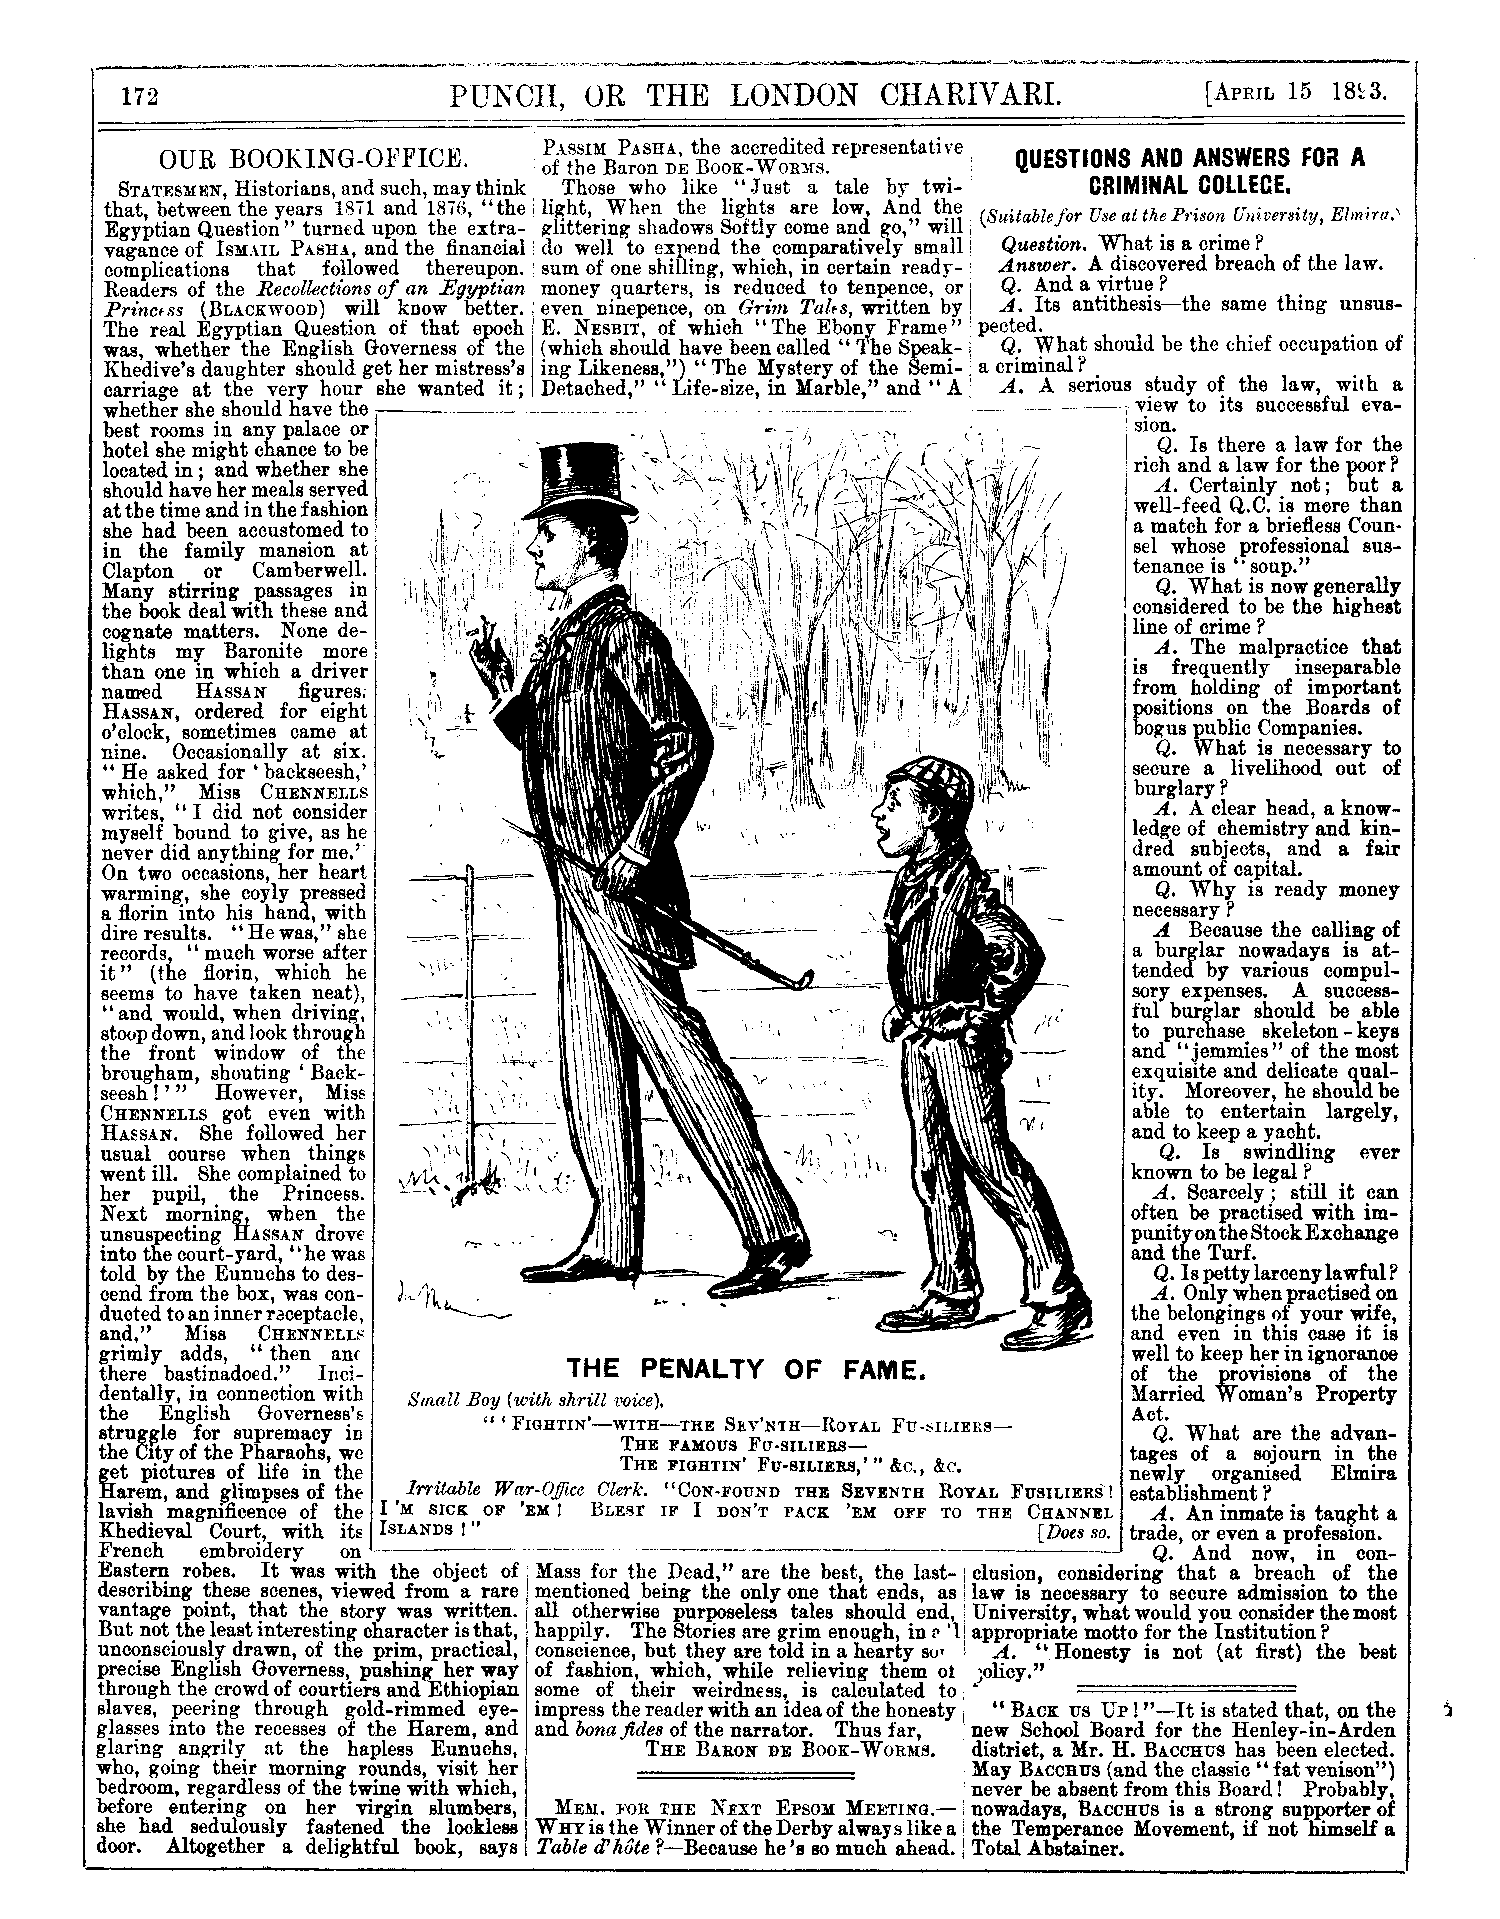 172
PUNCH, OR THE LONDON CHARIVARI.
[APRIL 15 1893.
OUR BOOKING-OFFICE.
STATESMEN, Historians, and such, may think
that, between the years 1871 and 1876, "the
Egyptian Question" turned upon the extra-
vagance of ISMAIL PASHA, and the financial
complications that followed thereupon.
Readers of the Recollections of an Egyptian
Princess (BLACKWOOD) will know better.
The real Egyptian Question of that epoch
was, whether the English Governess of the
Khedive's daughter should get her mistress's
carriage at the very hour she wanted it;
whether she should have the
best rooms in any palace or
hotel she might chance to be
located in; and whether she
should have her meals served
at the time and in the fashion
she had been accustomed to
in the family mansion at
Clapton or Camberwell.
Many stirring passages in
the book deal with these and
cognate matters. None de-
lights my Baronite more
than one in which a driver
named HASSAN figures.
HASSAN, ordered for eight
o'clock, sometimes came at
nine. Occasionally at six.
"He asked for 'backseesh,'
which," Miss CHENNELLS
writes, "I did not consider
myself bound to give, as he
never did anything for me."
On two occasions, her heart
warming, she coyly pressed
a florin into his hand, with
dire results. "He was," she
records, "much worse after
it" (the florin, which he
seems to have taken neat),
"and would, when driving,
stoop down, and look through
the front window of the
brougham, shouting 'Back-
seesh!'" However, Miss
CHENNELLS got even with
HASSAN. She followed her
usual course when things
went ill. She complained to
her pupil, the Princess.
Next morning, when the
unsuspecting HASSAN drove
into the court-yard, "he was
told by the Eunuchs to des-
cend from the box, was con-
ducted to an inner receptacle,
and," Miss CHENNELLS
grimly adds, "then and
there bastinadoed." Inci-
dentally, in connection with
the English Governess's
struggle for supremacy in
the City of the Pharaohs, we
get pictures of life in the
Harem, and glimpses of the
lavish magnificence of the
Khedieval Court, with its
French embroidery on
Eastern robes. It was with the object of
describing these scenes, viewed from a rare
vantage point, that the story was written.
But not the least interesting character is that,
unconsciously drawn, of the prim, practical,
precise English Governess, pushing her way
through the crowd of courtiers and Ethiopian
slaves, peering through gold-rimmed eye-
glasses into the recesses of the Harem, and
glaring angrily at the hapless Eunuchs,
who, going their morning rounds, visit her
bedroom, regardless of the twine with which,
before entering on her virgin slumbers,
she had sedulously fastened the lockless
door. Altogether a delightful book, says
PASSIM PASHA, the accredited representative
of the Baron DE BOOK-WORMS.
Those who like "Just a tale by twi-
light, When the lights are low, And the
glittering shadows Softly come and go," will
do well to expend the comparatively small
sum of one shilling, which, in certain ready-
money quarters, is reduced to tenpence, or
even ninepence, on Grim Tales, written by
E. NESBIT, of which "The Ebony Frame"
(which should have been called "The Speak-
ing Likeness,") "The Mystery of the Semi-
Detached," "Life-size, in Marble," and "A
THE PENALTY OF FAME.
Small Boy (with shrill voice).
"'FIGHTIN'—WITH—THE SEV'NTH—ROYAL FU-SILIERS—
THE FAMOUS FU-SILIERS—
THE FIGHTIN' FU-SILIERS,'" &C., &C.
Irritable War-Office Clerk. "CON-FOUND THE SEVENTH ROYAL FUSILIERS!
I'M SICK OF 'EM! BLEST IF I DON'T PACK 'EM OFF TO THE CHANNEL
ISLANDS!" [Does so.
Mass for the Dead," are the best, the last-
mentioned being the only one that ends, as
all otherwise purposeless tales should end,
happily. The Stories are grim enough, in
conscience, but they are told in a hearty
of fashion, which, while relieving them of
some of their weirdness, is calculated to
impress the reader with an idea of the honesty
and bona fides of the narrator. Thus far,
THE BARON DE BOOK-WORMS.
MEM. FOR THE NEXT EPSOM MEETING.—
WHY is the Winner of the Derby always like a
Table d'hôte?—Because he's so much ahead.
QUESTIONS AND ANSWERS FOR A
CRIMINAL COLLEGE.
(Suitable for Use at the Prison University, Elmira.)
Question. What is a crime?
Answer. A discovered breach of the law.
Q. And a virtue?
A. Its antithesis—the same thing unsus-
pected.
Q. What should be the chief occupation of
a criminal?
A. A serious study of the law, with a
view to its successful eva-
sion.
Q. Is there a law for the
rich and a law for the poor?
A. Certainly not; but a
well-feed Q.C. is more than
a match for a briefless Coun-
sel whose professional sus-
tenance is "soup."
Q. What is now generally
considered to be the highest
line of crime?
A. The malpractice that
is frequently inseparable
from holding of important
positions on the Boards of
bogus public Companies.
Q. What is necessary to
secure a livelihood out of
burglary?
A. A clear head, a know-
ledge of chemistry and kin-
dred subjects, and a fair
amount of capital.
Q. Why is ready money
necessary?
A Because the calling of
a burglar nowadays is at-
tended by various compul-
sory expenses. A success-
ful burglar should be able
to purchase skeleton-keys
and "jemmies" of the most
exquisite and delicate qual-
ity. Moreover, he should be
able to entertain largely,
and to keep a yacht.
Q. Is swindling ever
known to be legal?
A. Scarcely; still it can
often be practised with im-
punity on the Stock Exchange
and the Turf.
Q. Is petty larceny lawful?
A. Only when practised on
the belongings of your wife,
and even in this case it is
well to keep her in ignorance
of the provisions of the
Married Woman's Property
Act.
Q. What are the advan-
tages of a sojourn in the
newly organised Elmira
establishment?
A. An inmate is taught a
trade, or even a profession.
Q. And now, in con-
clusion, considering that a breach of the
law is necessary to secure admission to the
University, what would you consider the most
appropriate motto for the Institution?
A. "Honesty is not (at first) the best
policy."
"BACK US UP!"—It is stated that, on the
new School Board for the Henley-in-Arden
district, a Mr. H. BACCHUS has been elected.
May BACCHUS (and the classic "fat venison")
never be absent from this Board! Probably,
nowadays, BACCHUS is a strong supporter of
the Temperance Movement, if not himself a
Total Abstainer.